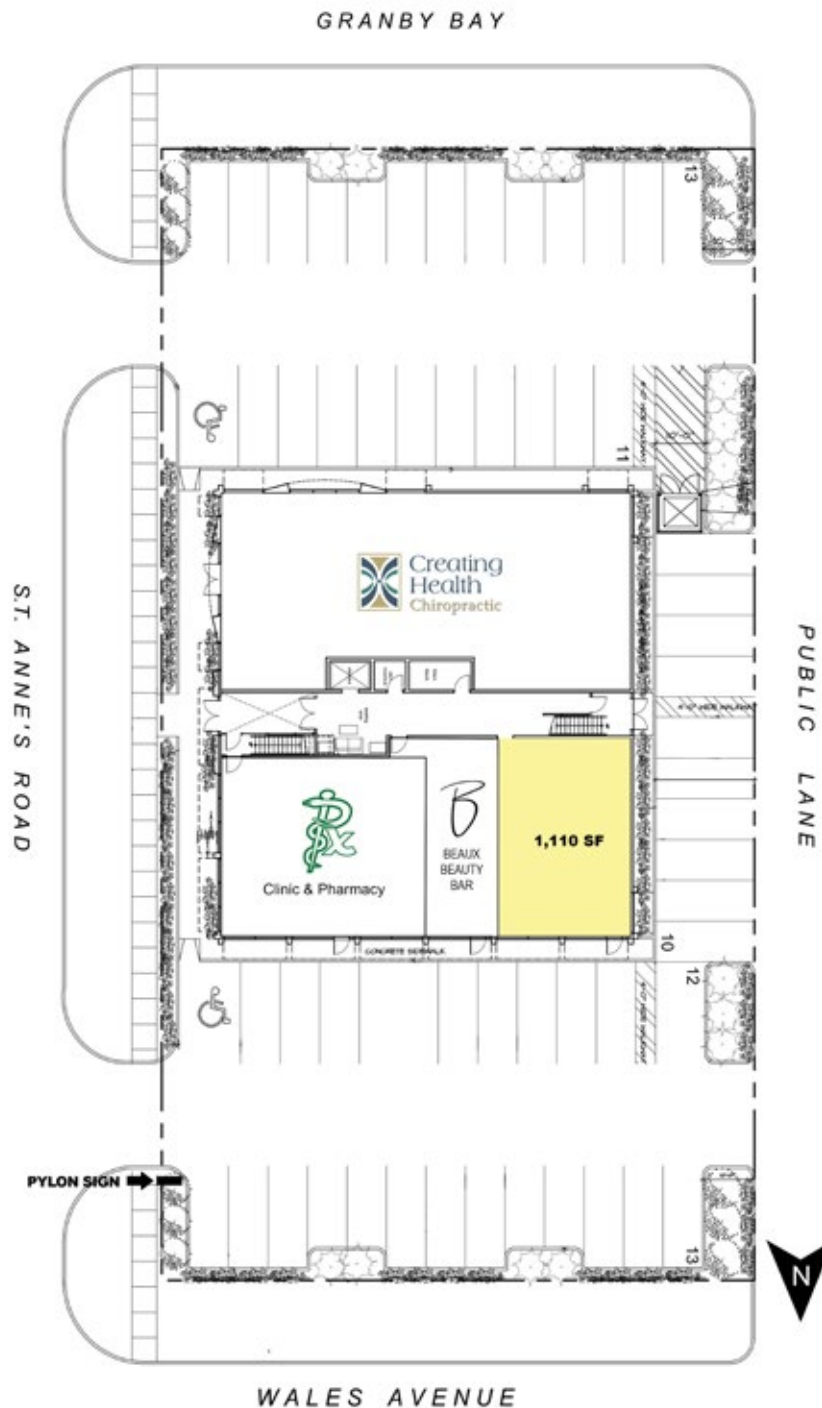 GRANBY BAY
13
11
Creating
Health
Chiropractic
S.T. ANNE'S ROAD
PUBLIC LANE
Rx
Clinic & Pharmacy
B
BEAUX
BEAUTY
BAR
1,110 SF
CONCRETE SIDEWALK
10
12
PYLON SIGN
13
N
WALES AVENUE